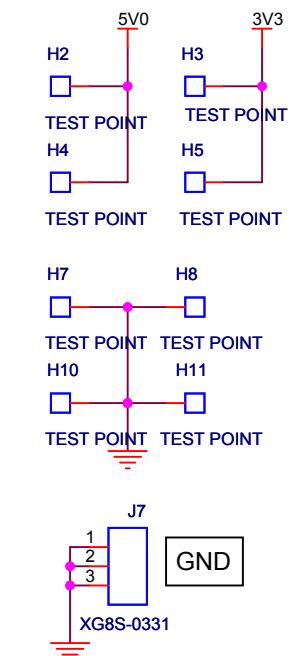 5V0 3V3
H2 H3
TEST POINT TEST POINT
H4 H5
TEST POINT TEST POINT
H7 H8
TEST POINT TEST POINT
H10 H11
TEST POINT TEST POINT
J7
1
2
3
GND
XG8S-0331